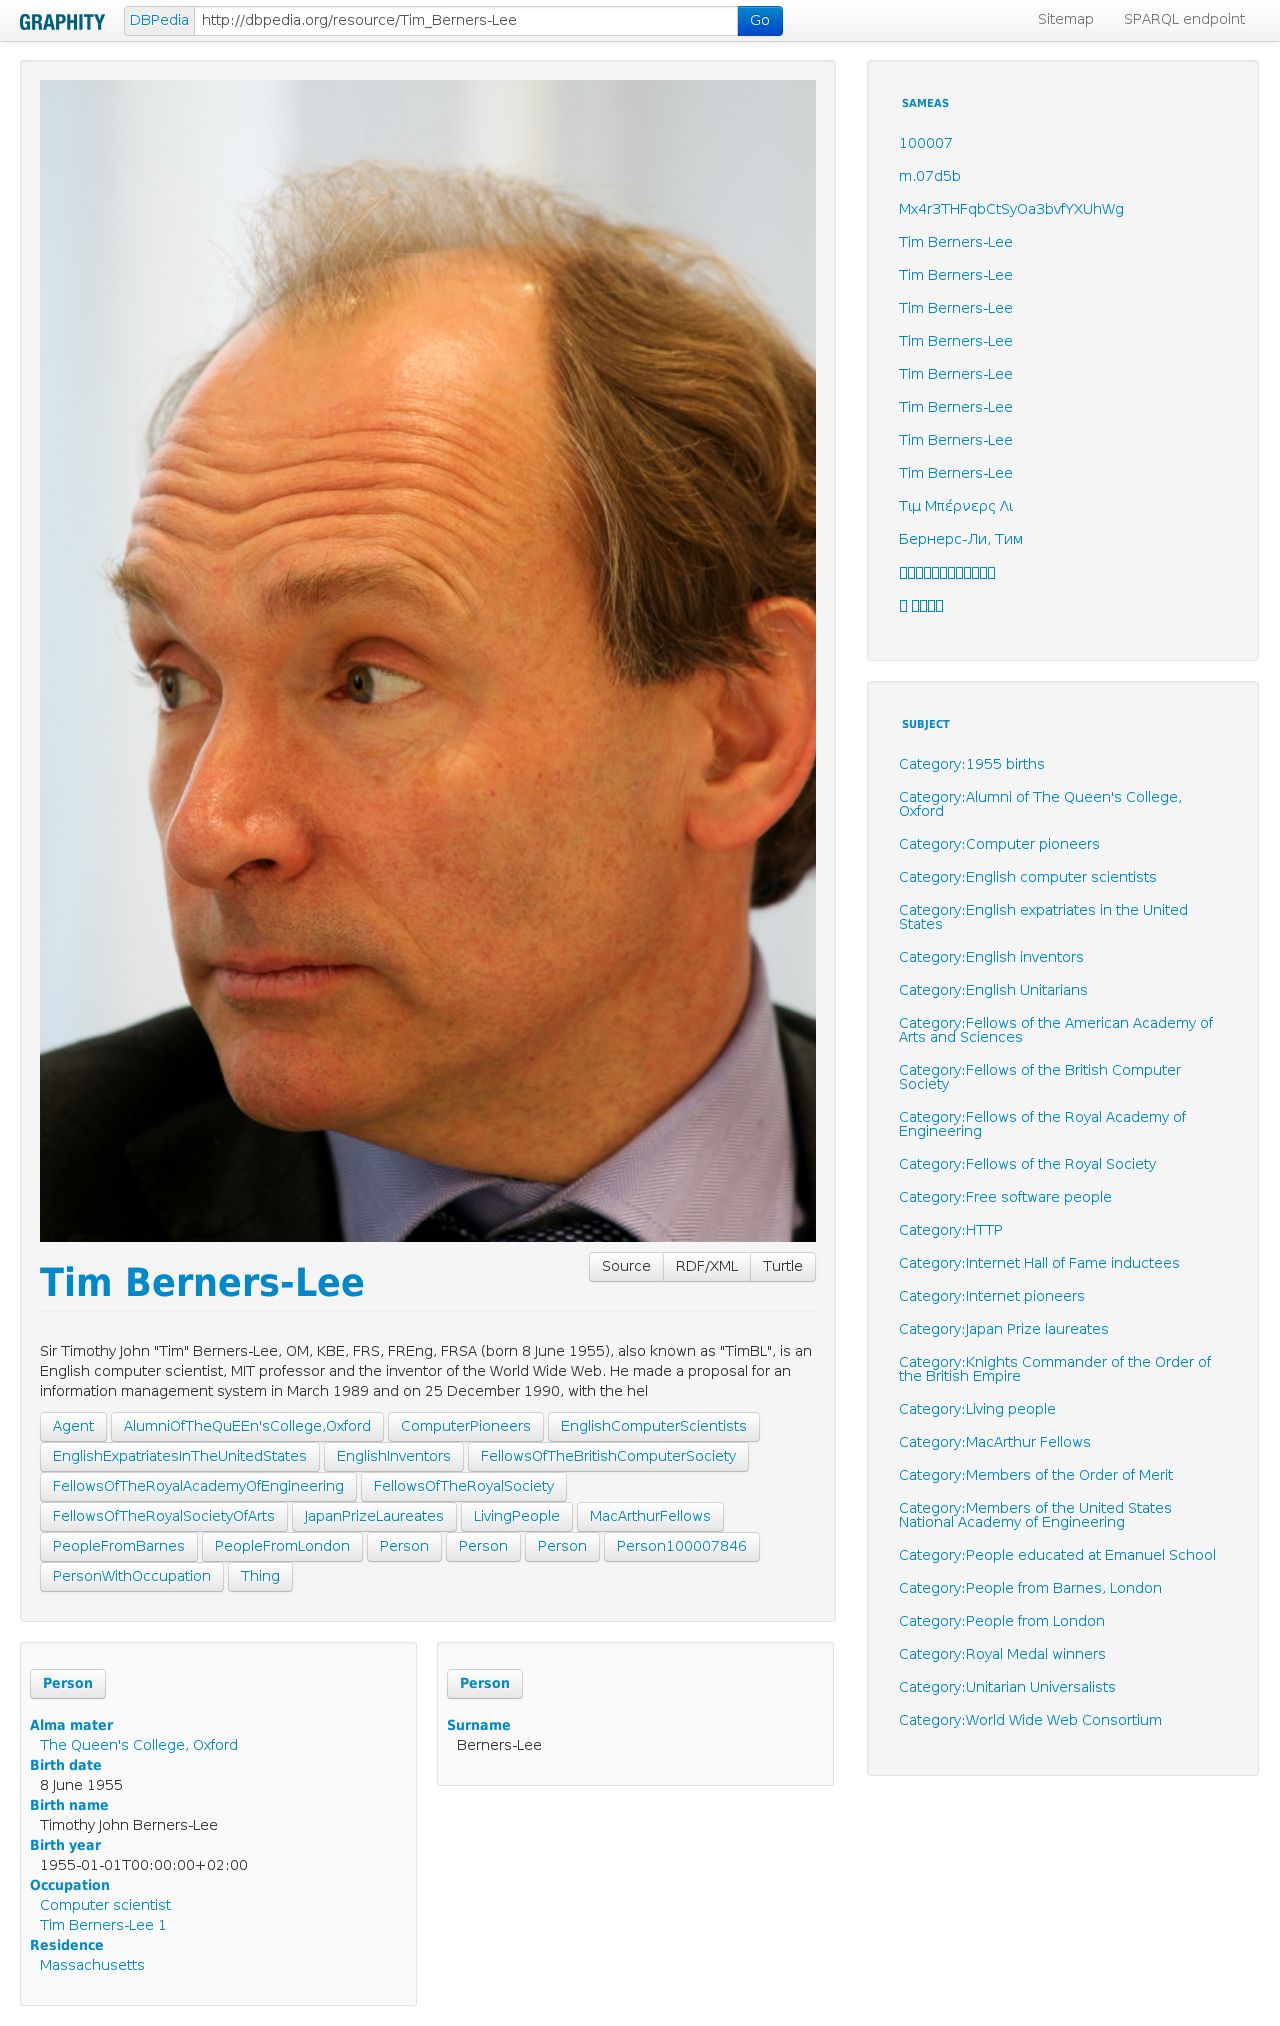 GRAPHITY DBPedia http://dbpedia.org/resource/Tim_Berners-Lee Go Sitemap SPARQL endpoint
Tim Berners-Lee
Source RDF/XML Turtle
Sir Timothy John "Tim" Berners-Lee, OM, KBE, FRS, FREng, FRSA (born 8 June 1955), also known as "TimBL", is an
English computer scientist, MIT professor and the inventor of the World Wide Web. He made a proposal for an
information management system in March 1989 and on 25 December 1990, with the hel
Agent AlumniOfTheQuEEn'sCollege,Oxford ComputerPioneers EnglishComputerScientists
EnglishExpatriatesInTheUnitedStates EnglishInventors FellowsOfTheBritishComputerSociety
FellowsOfTheRoyalAcademyOfEngineering FellowsOfTheRoyalSociety
FellowsOfTheRoyalSocietyOfArts JapanPrizeLaureates LivingPeople MacArthurFellows
PeopleFromBarnes PeopleFromLondon Person Person Person Person100007846
PersonWithOccupation Thing
Person
Alma mater
The Queen's College, Oxford
Birth date
8 June 1955
Birth name
Timothy John Berners-Lee
Birth year
1955-01-01T00:00:00+02:00
Occupation
Computer scientist
Tim Berners-Lee 1
Residence
Massachusetts
Person
Surname
Berners-Lee
SAMEAS
100007
m.07d5b
Mx4r3THFqbCtSyOa3bvfYXUhWg
Tim Berners-Lee
Tim Berners-Lee
Tim Berners-Lee
Tim Berners-Lee
Tim Berners-Lee
Tim Berners-Lee
Tim Berners-Lee
Tim Berners-Lee
Τιμ Μπέρνερς Λι
Бернерс-Ли, Тим
SUBJECT
Category:1955 births
Category:Alumni of The Queen's College,
Oxford
Category:Computer pioneers
Category:English computer scientists
Category:English expatriates in the United
States
Category:English inventors
Category:English Unitarians
Category:Fellows of the American Academy of
Arts and Sciences
Category:Fellows of the British Computer
Society
Category:Fellows of the Royal Academy of
Engineering
Category:Fellows of the Royal Society
Category:Free software people
Category:HTTP
Category:Internet Hall of Fame inductees
Category:Internet pioneers
Category:Japan Prize laureates
Category:Knights Commander of the Order of
the British Empire
Category:Living people
Category:MacArthur Fellows
Category:Members of the Order of Merit
Category:Members of the United States
National Academy of Engineering
Category:People educated at Emanuel School
Category:People from Barnes, London
Category:People from London
Category:Royal Medal winners
Category:Unitarian Universalists
Category:World Wide Web Consortium